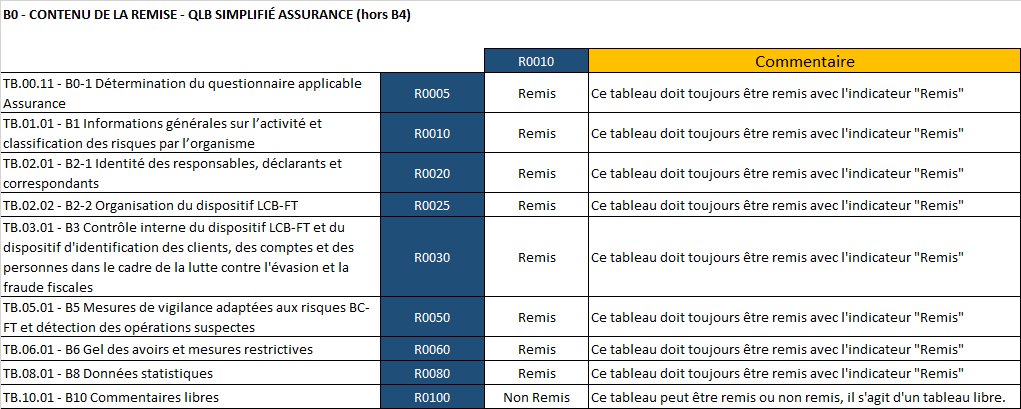 B0 - CONTENU DE LA REMISE - QLB SIMPLIFIÉ ASSURANCE (hors B4)
R0010 Commentaire
TB.00.11 - B0-1 Détermination du questionnaire applicable
Assurance
R0005 Remis Ce tableau doit toujours être remis avec l'indicateur "Remis"
TB.01.01 - B1 Informations générales sur l’activité et
classification des risques par l’organisme
R0010 Remis Ce tableau doit toujours être remis avec l'indicateur "Remis"
TB.02.01 - B2-1 Identité des responsables, déclarants et
correspondants
R0020 Remis Ce tableau doit toujours être remis avec l'indicateur "Remis"
TB.02.02 - B2-2 Organisation du dispositif LCB-FT R0025 Remis Ce tableau doit toujours être remis avec l'indicateur "Remis"
TB.03.01 - B3 Contrôle interne du dispositif LCB-FT et du
dispositif d'identification des clients, des comptes et des
personnes dans le cadre de la lutte contre l'évasion et la
fraude fiscales
R0030 Remis Ce tableau doit toujours être remis avec l'indicateur "Remis"
TB.05.01 - B5 Mesures de vigilance adaptées aux risques BC-
FT et détection des opérations suspectes
R0050 Remis Ce tableau doit toujours être remis avec l'indicateur "Remis"
TB.06.01 - B6 Gel des avoirs et mesures restrictives R0060 Remis Ce tableau doit toujours être remis avec l'indicateur "Remis"
TB.08.01 - B8 Données statistiques R0080 Remis Ce tableau doit toujours être remis avec l'indicateur "Remis"
TB.10.01 - B10 Commentaires libres R0100 Non Remis Ce tableau peut être remis ou non remis, il s'agit d'un tableau libre.